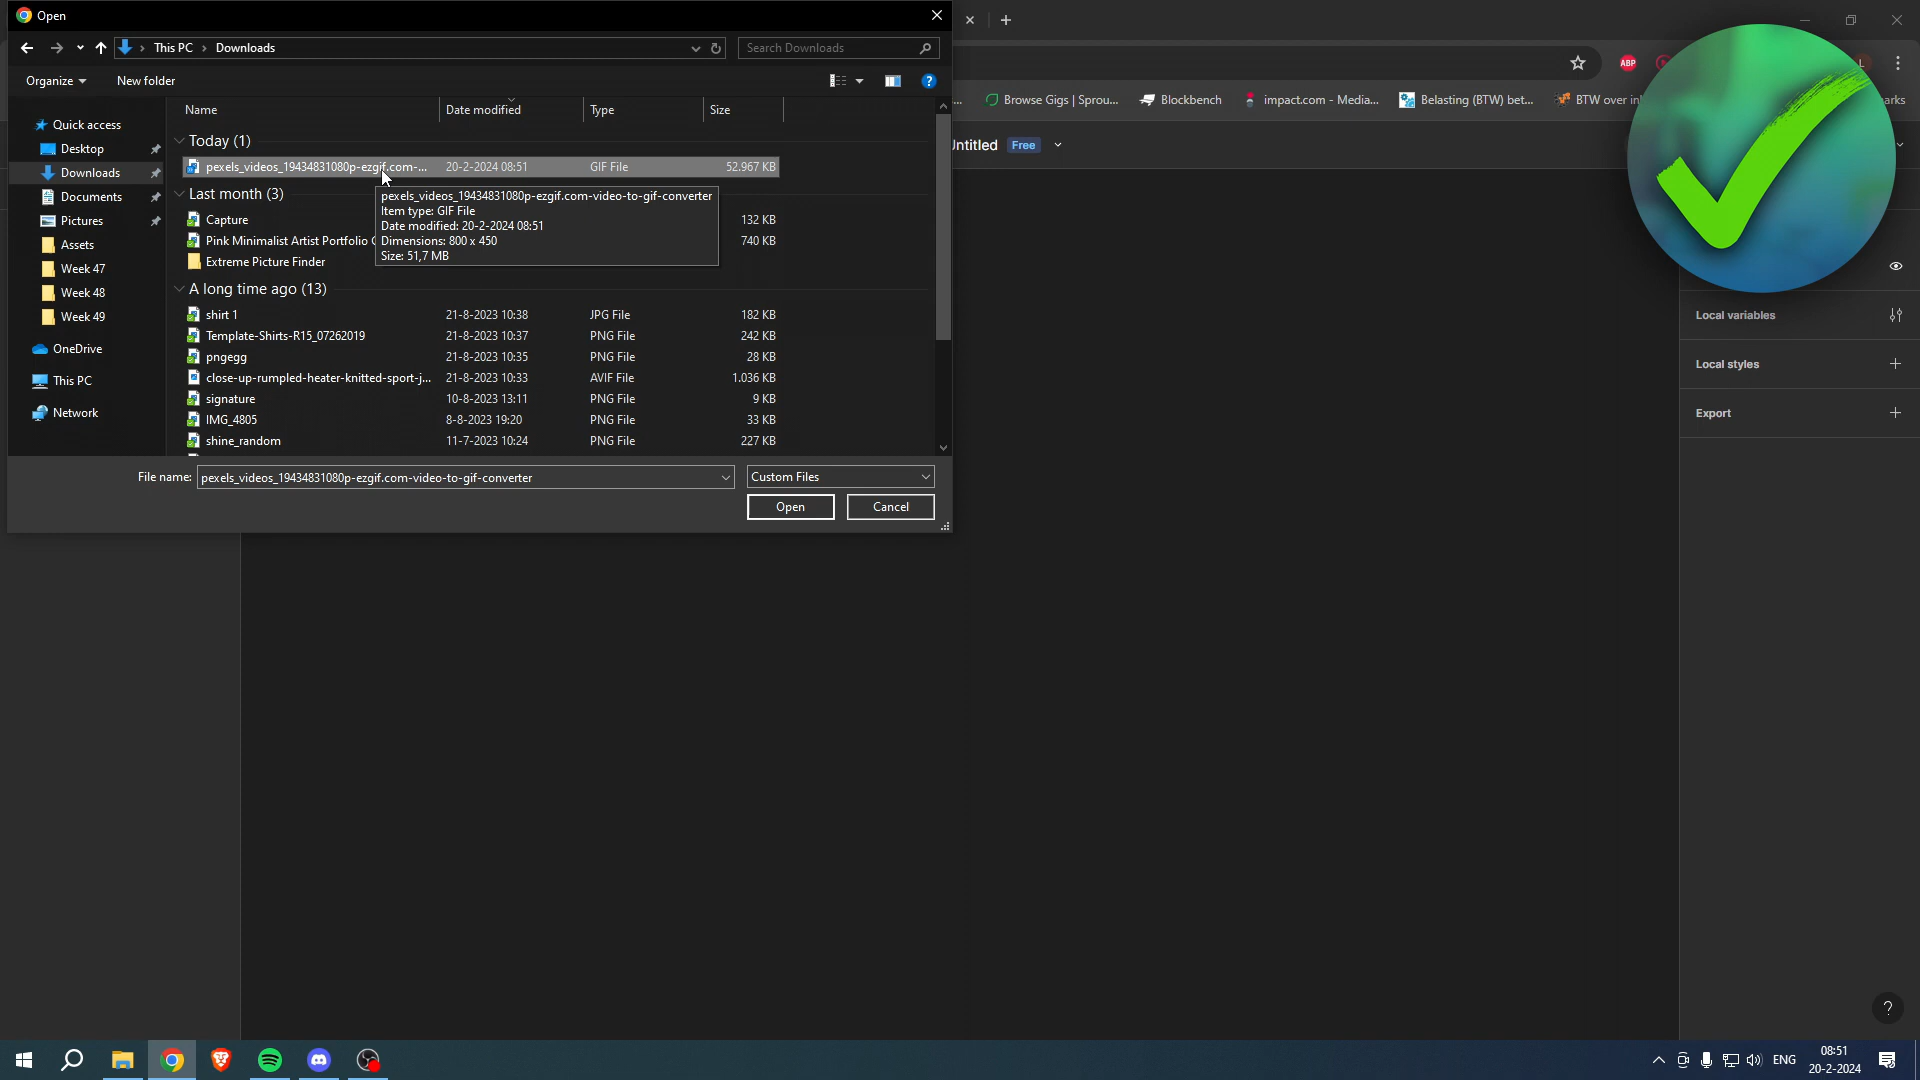 Open
This PC > Downloads
Search Downloads
Organize
New folder
Name
Date modified
Type
Size
Quick access
Desktop
Downloads
Documents
Pictures
Assets
Week 47
Week 48
Week 49
OneDrive
This PC
Network
Today (1)
pexels_videos_19434831080p-ezgif.com-... 20-2-2024 08:51 GIF File 52.967 KB
Last month (3)
Capture 132 KB
Pink Minimalist Artist Portfolio 740 KB
Extreme Picture Finder
pexels_videos_19434831080p-ezgif.com-video-to-gif-converter
Item type: GIF File
Date modified: 20-2-2024 08:51
Dimensions: 800 x 450
Size: 51,7 MB
A long time ago (13)
shirt 1 21-8-2023 10:38 JPG File 182 KB
Template-Shirts-R15_07262019 21-8-2023 10:37 PNG File 242 KB
pngegg 21-8-2023 10:35 PNG File 28 KB
close-up-rumpled-heater-knitted-sport-j... 21-8-2023 10:33 AVIF File 1.036 KB
signature 10-8-2023 13:11 PNG File 9 KB
IMG_4805 8-8-2023 19:20 PNG File 33 KB
shine_random 11-7-2023 10:24 PNG File 227 KB
File name: pexels_videos_19434831080p-ezgif.com-video-to-gif-converter
Custom Files
Open
Cancel
ABP
... Browse Gigs | Sprou...
Blockbench
impact.com - Media...
Belasting (BTW) bet...
BTW over
Untitled Free
Local variables
Local styles
Export
?
ENG
08:51
20-2-2024